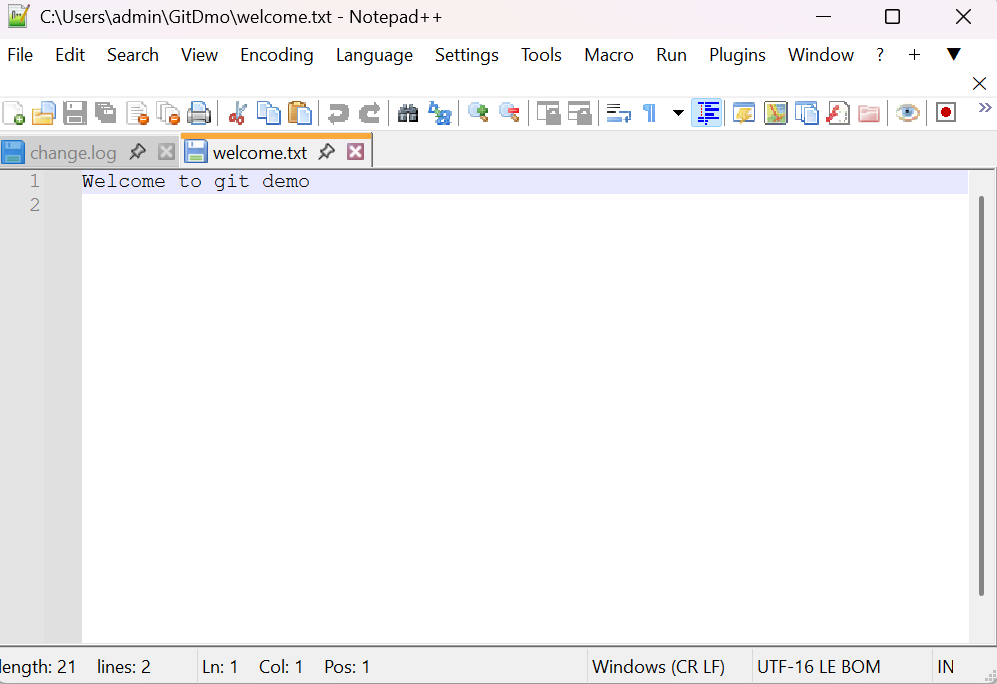 C:\Users\admin\GitDmo\welcome.txt - Notepad++
File Edit Search View Encoding Language Settings Tools Macro Run Plugins Window ? + ▼
change.log welcome.txt
1 Welcome to git demo
2
length: 21 lines: 2 Ln: 1 Col: 1 Pos: 1 Windows (CR LF) UTF-16 LE BOM IN